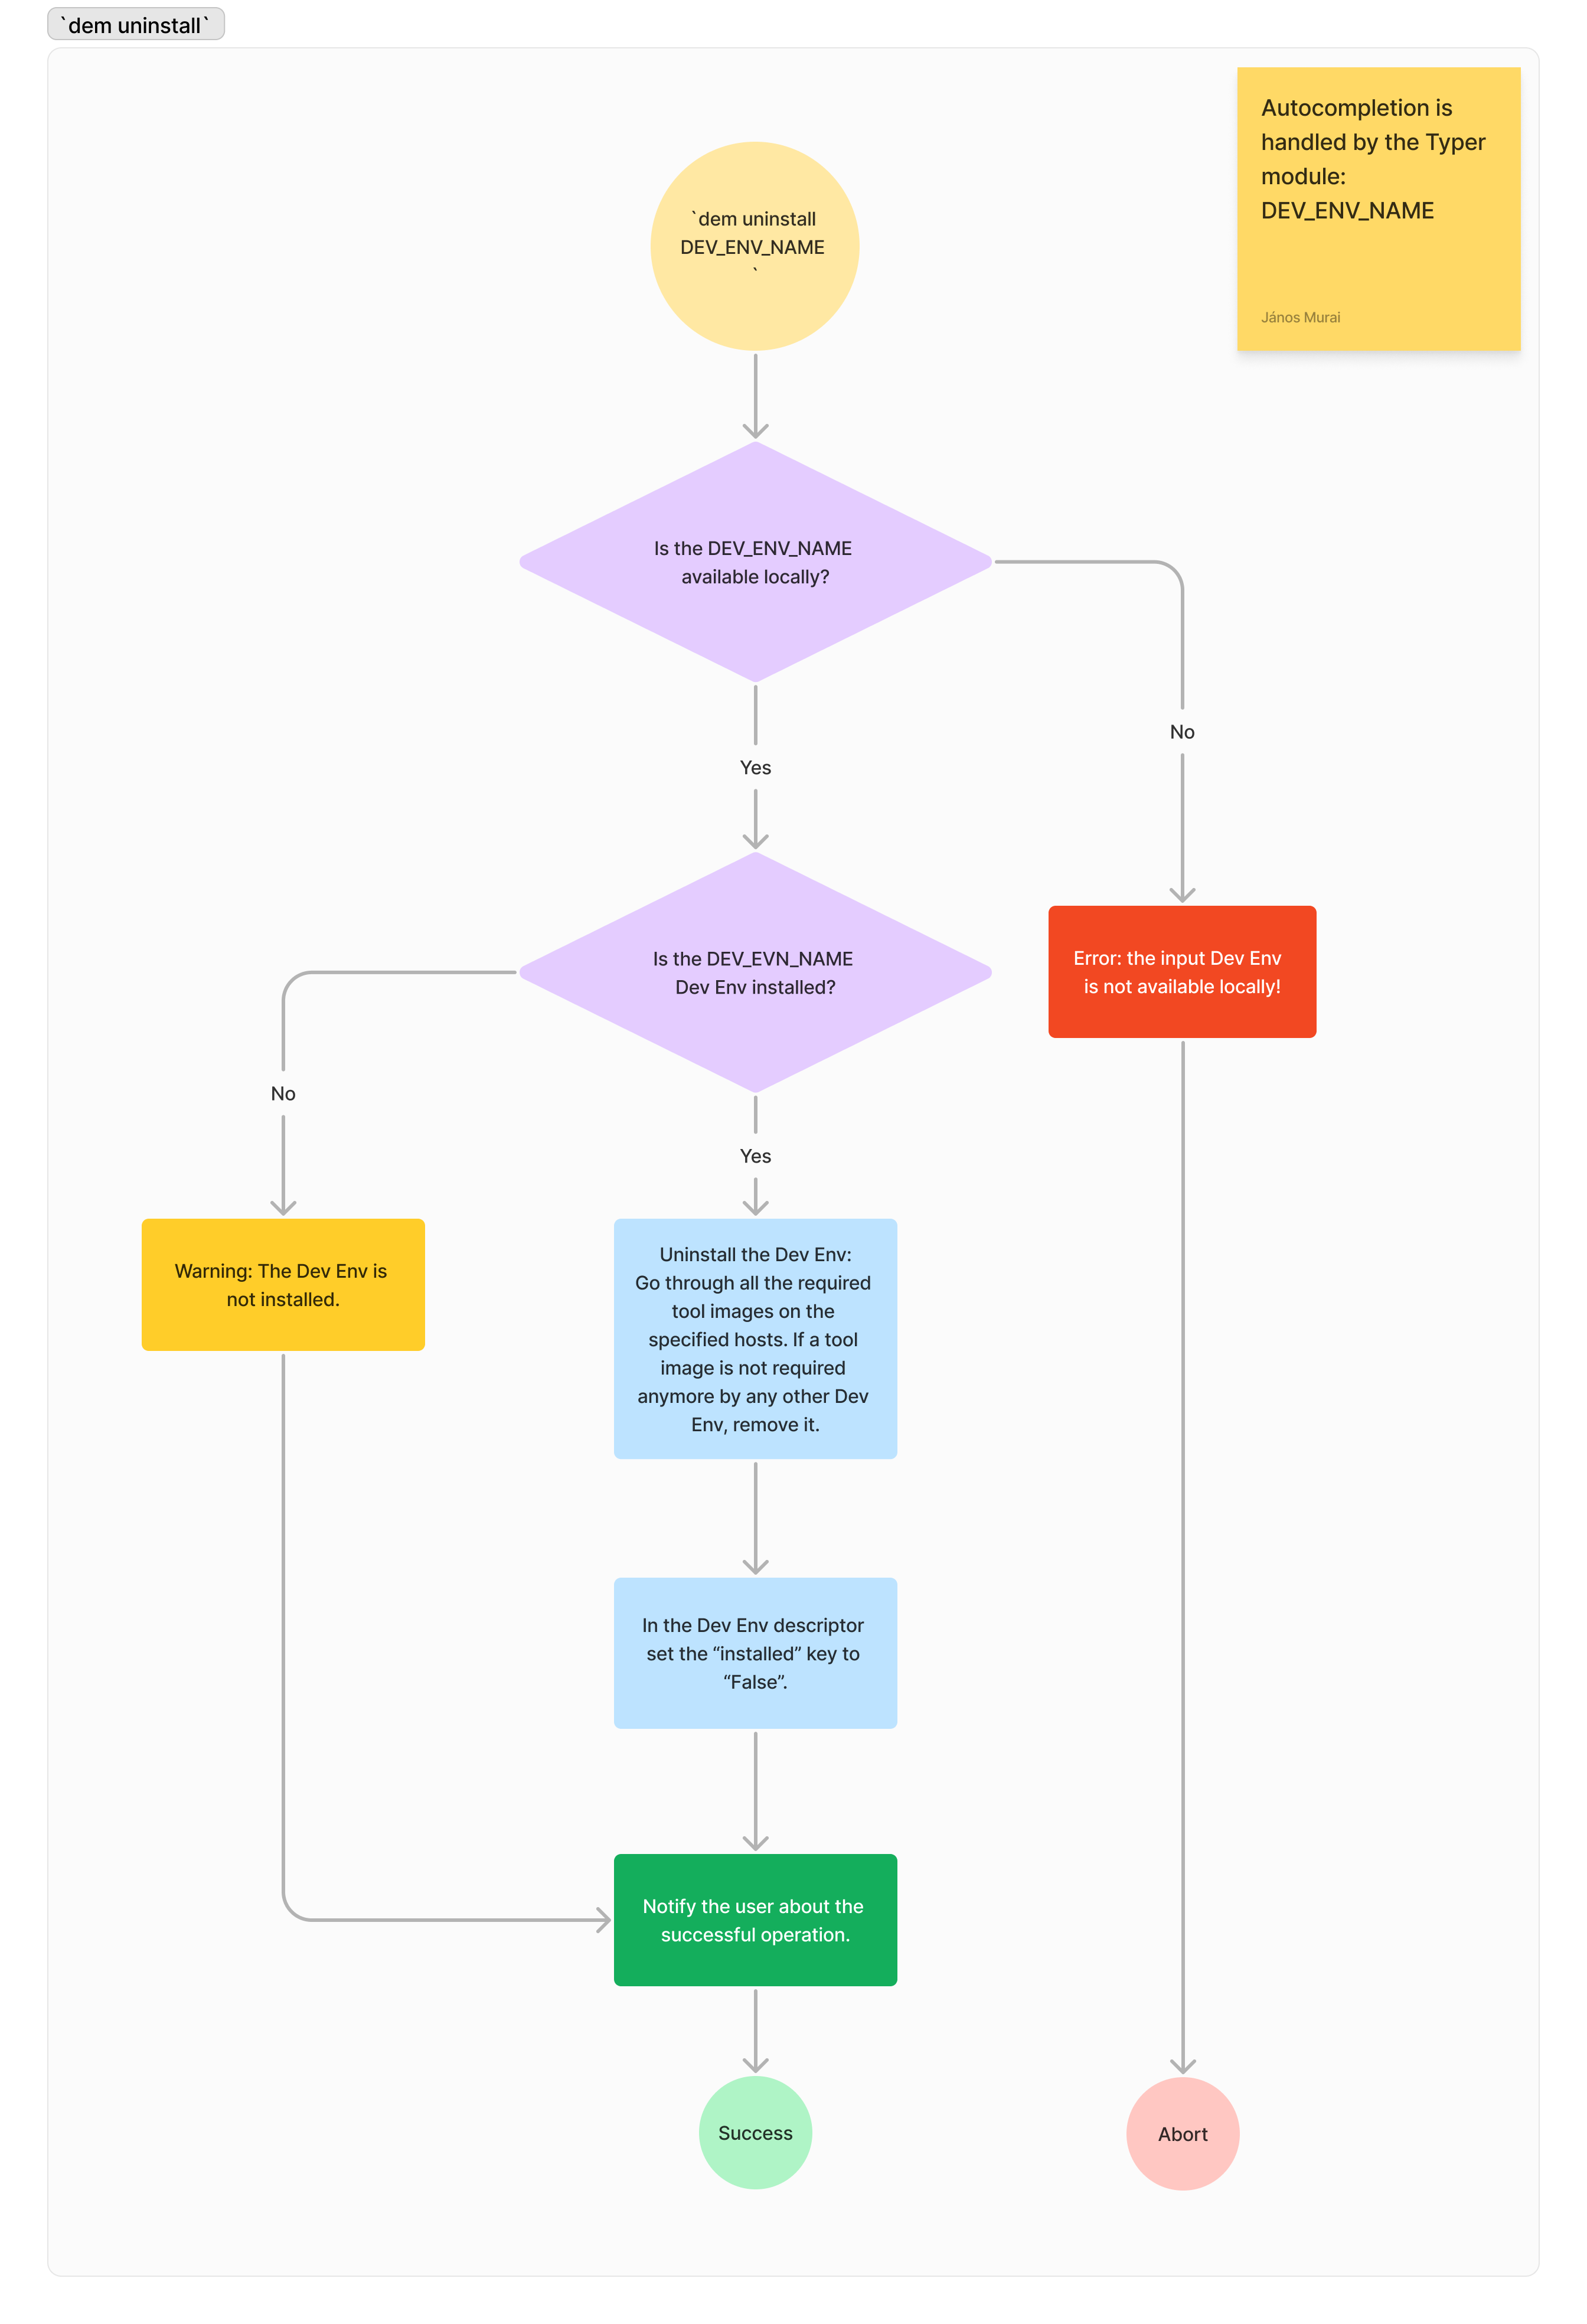 `dem uninstall`
Autocompletion is
handled by the Typer
module:
DEV_ENV_NAME
János Murai
`dem uninstall
DEV_ENV_NAME
`
Is the DEV_ENV_NAME
available locally?
No
Yes
Is the DEV_EVN_NAME
Dev Env installed?
Error: the input Dev Env
is not available locally!
No
Yes
Warning: The Dev Env is
not installed.
Uninstall the Dev Env:
Go through all the required
tool images on the
specified hosts. If a tool
image is not required
anymore by any other Dev
Env, remove it.
In the Dev Env descriptor
set the “installed” key to
“False”.
Notify the user about the
successful operation.
Success
Abort